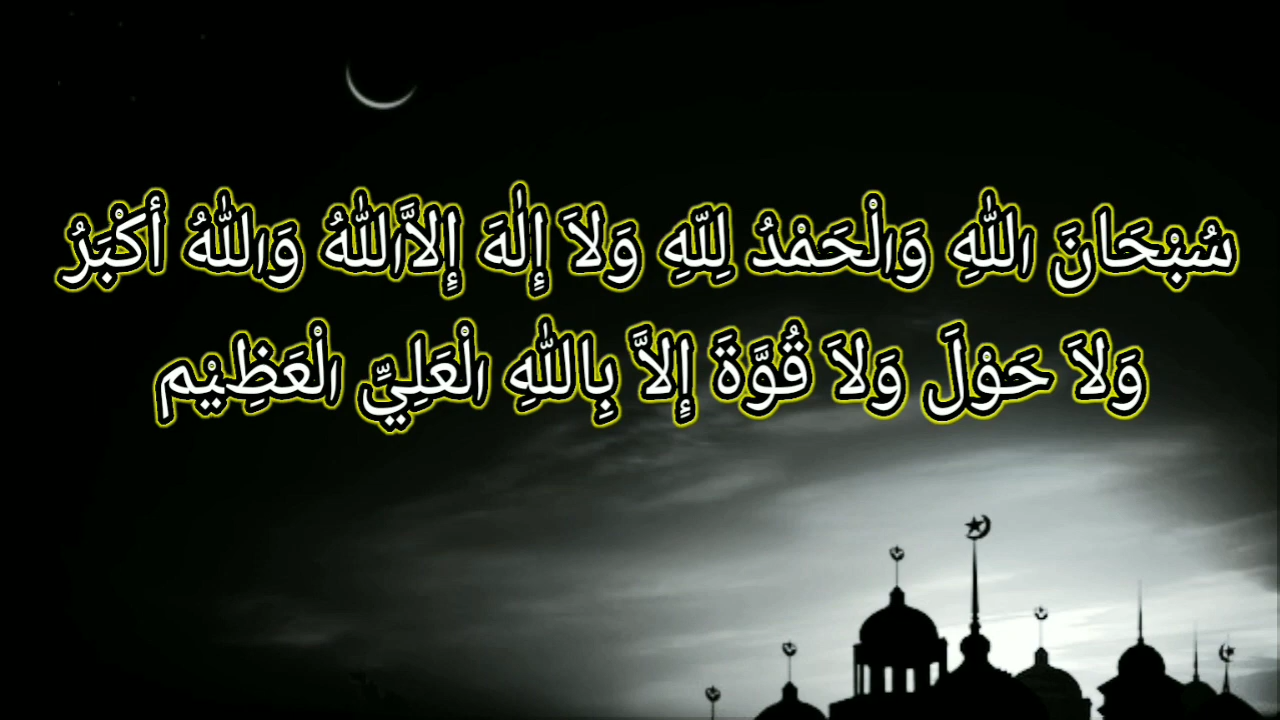 سُبْحَانَ اللّٰهِ وَالْحَمْدُ لِلّٰهِ وَلاَ إِلٰهَ إِلاَّاللّٰهُ وَاللّٰهُ أَكْبَرُ
وَلاَ حَوْلَ وَلاَ قُوَّةَ إِلاَّ بِاللّٰهِ الْعَلِيِّ الْعَظِيْم